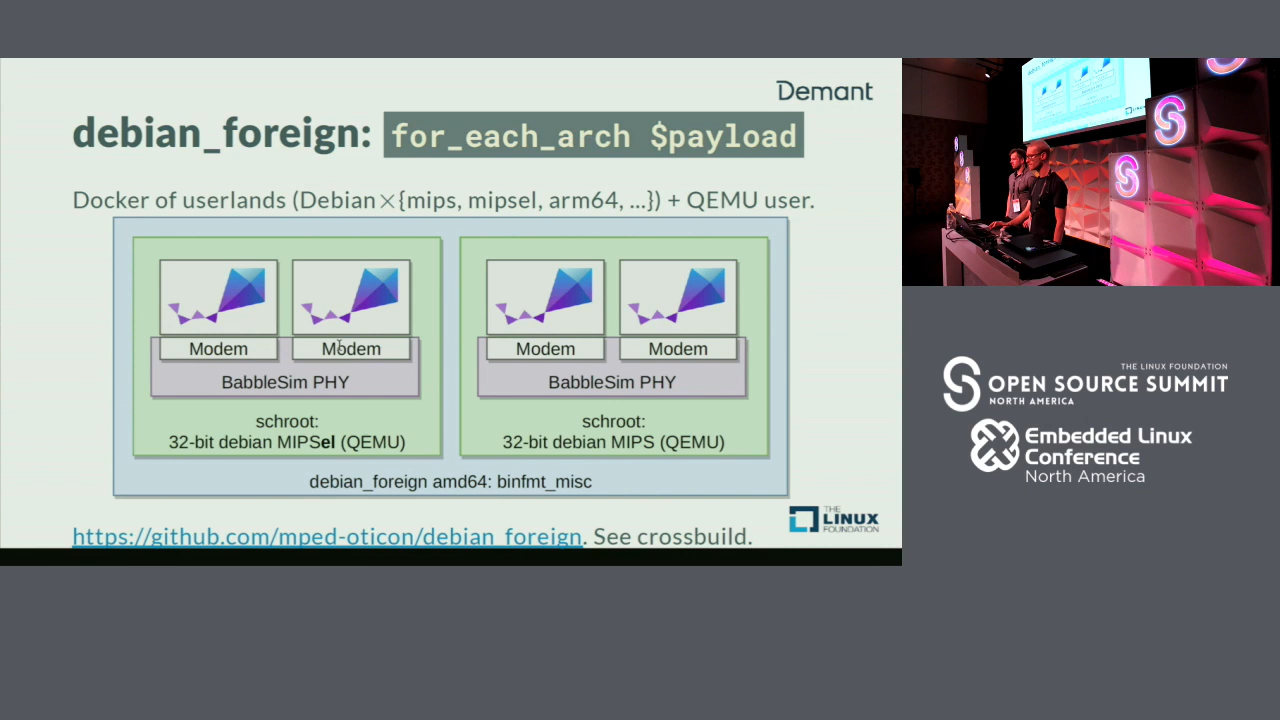 Demant
debian_foreign: for_each_arch $payload
Docker of userlands (Debian×{mips, mipsel, arm64, ...}) + QEMU user.
Modem
Modem
BabbleSim PHY
schroot:
32-bit debian MIPSel (QEMU)
Modem
Modem
BabbleSim PHY
schroot:
32-bit debian MIPS (QEMU)
debian_foreign amd64: binfmt_misc
THE
LINUX
FOUNDATION
https://github.com/mped-oticon/debian_foreign. See crossbuild.
THE LINUX FOUNDATION
OPEN SOURCE SUMMIT
NORTH AMERICA
Embedded Linux
Conference
North America